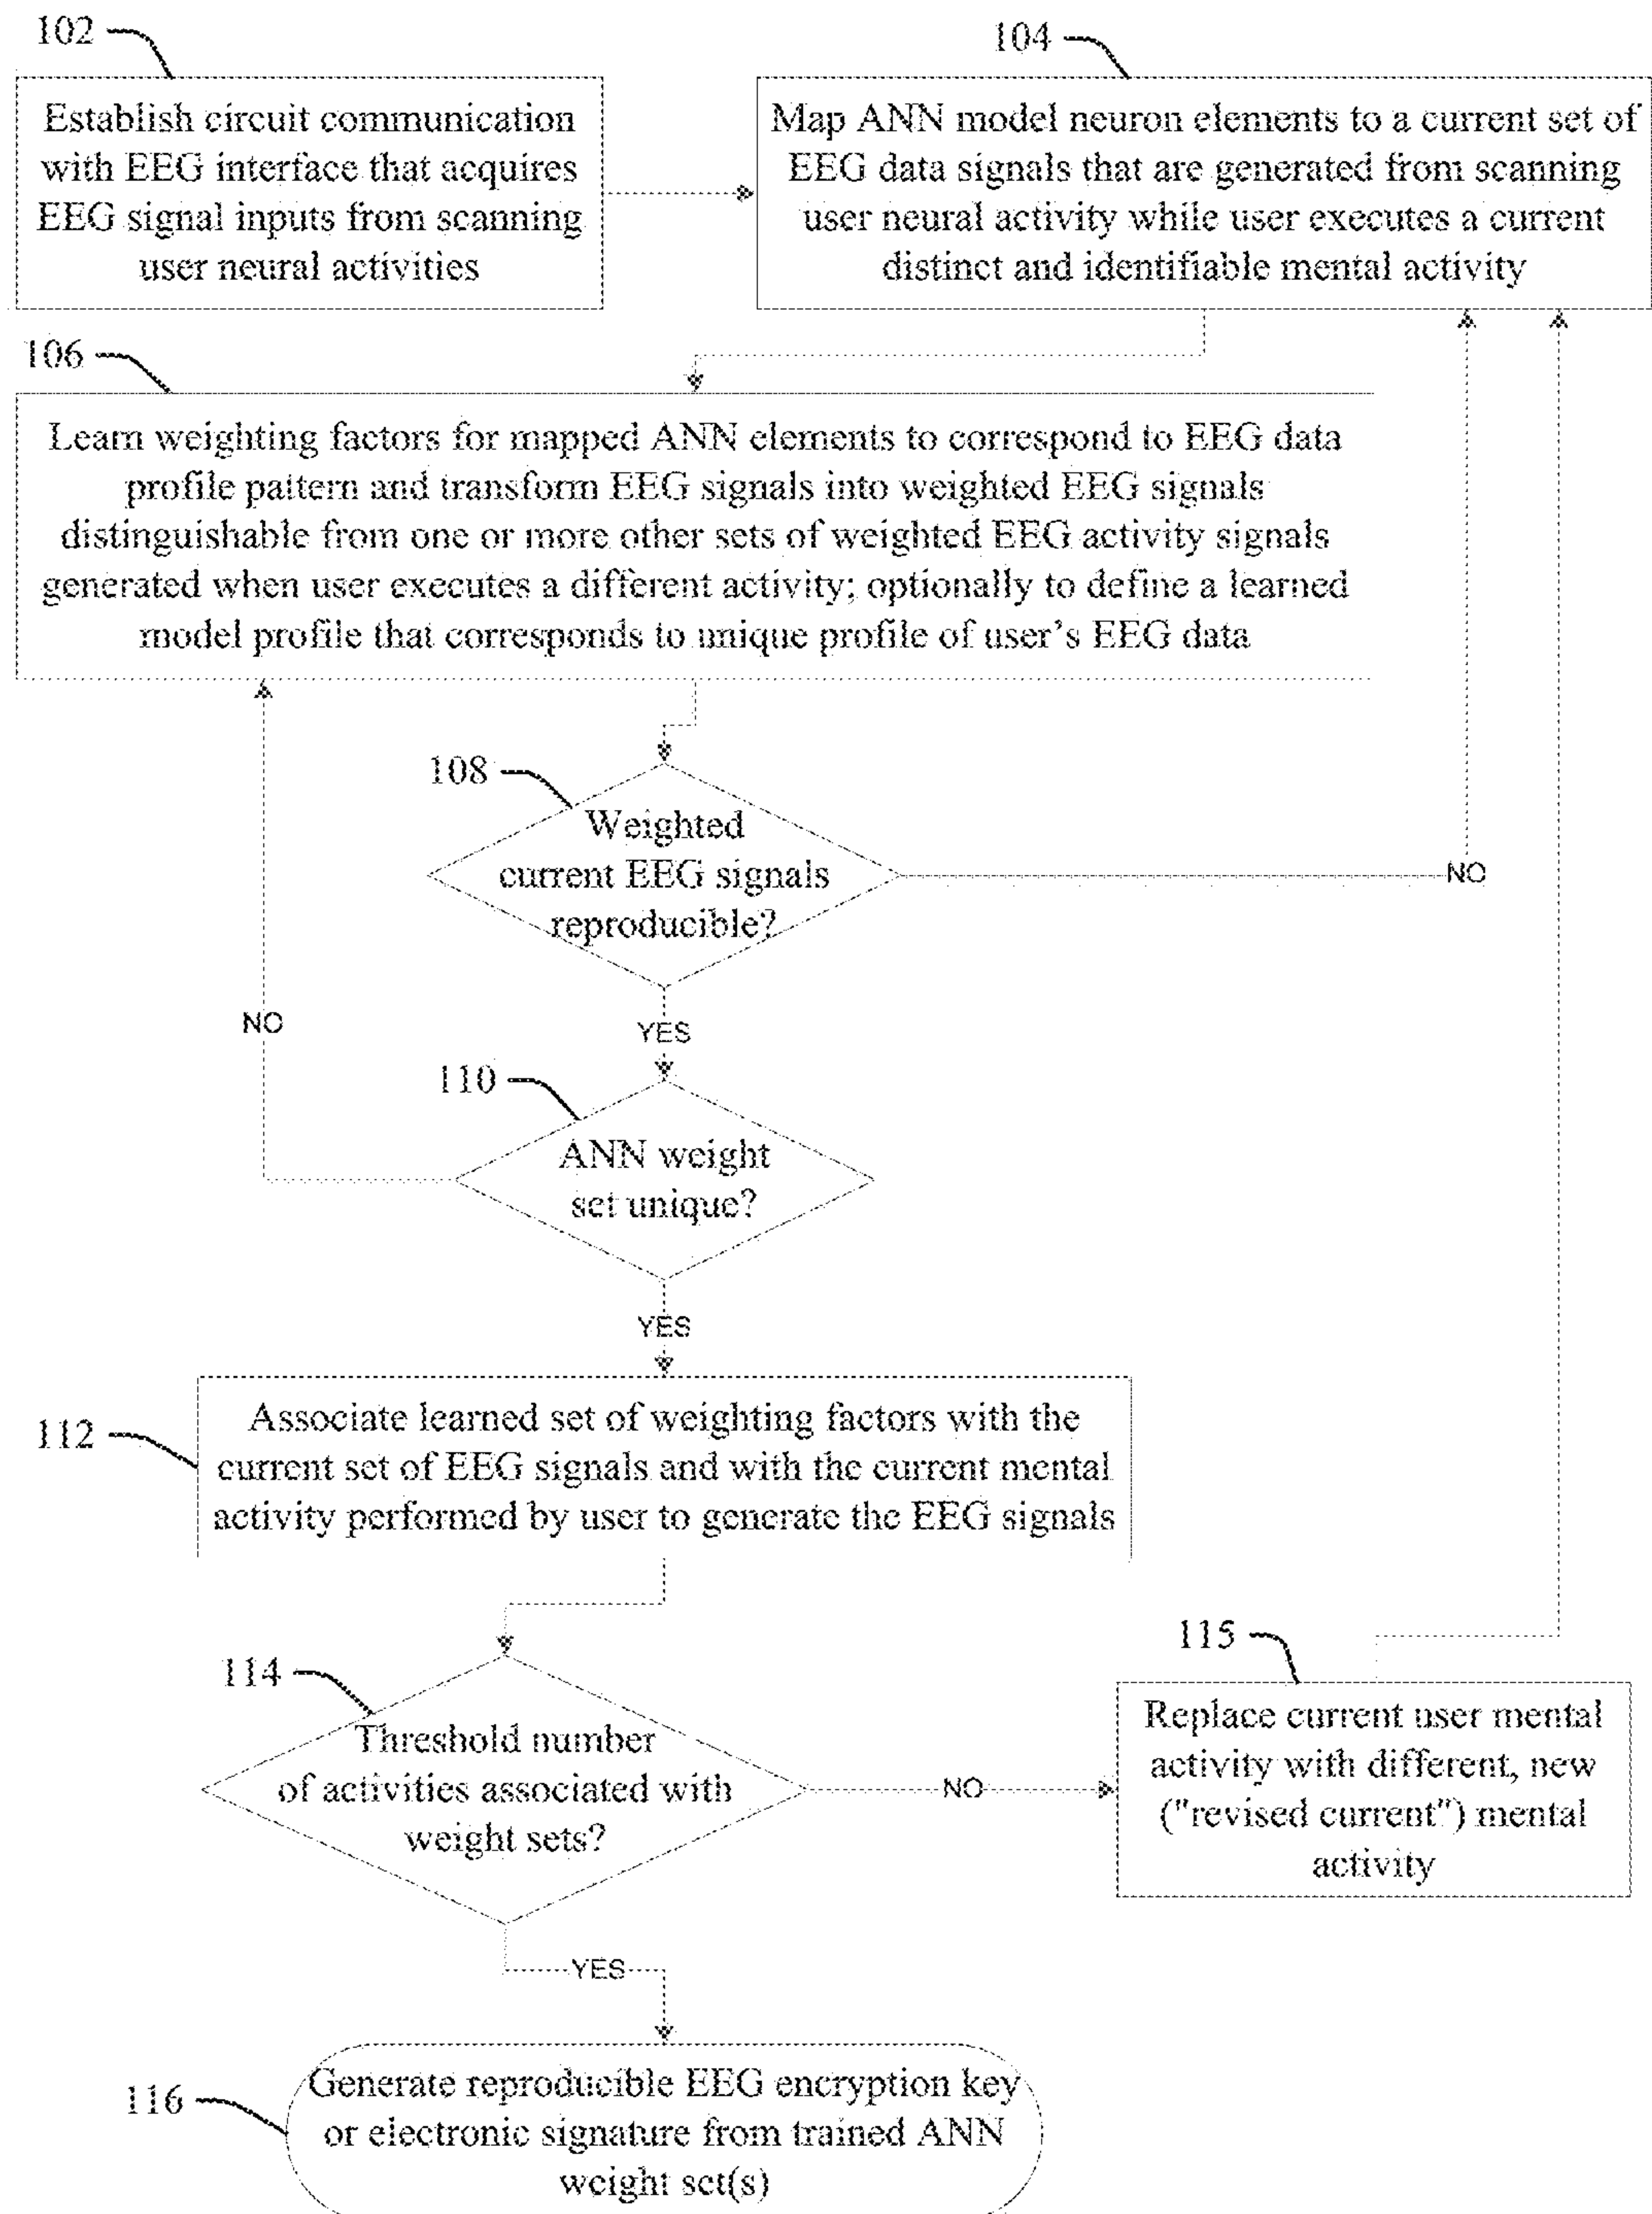 102
Establish circuit communication
with EEG interface that acquires
EEG signal inputs from scanning
user neural activities
104
Map ANN model neuron elements to a current set of
EEG data signals that are generated from scanning
user neural activity while user executes a current
distinct and identifiable mental activity
106
Learn weighting factors for mapped ANN elements to correspond to EEG data
profile pattern and transform EEG signals into weighted EEG signals
distinguishable from one or more other sets of weighted EEG activity signals
generated when user executes a different activity; optionally to define a learned
model profile that corresponds to unique profile of user's EEG data
108
Weighted
current EEG signals
reproducible?
NO
NO
YES
110
ANN weight
set unique?
YES
112
Associate learned set of weighting factors with the
current set of EEG signals and with the current mental
activity performed by user to generate the EEG signals
114
Threshold number
of activities associated with
weight sets?
NO
115
Replace current user mental
activity with different, new
("revised current") mental
activity
YES
116
Generate reproducible EEG encryption key
or electronic signature from trained ANN
weight set(s)